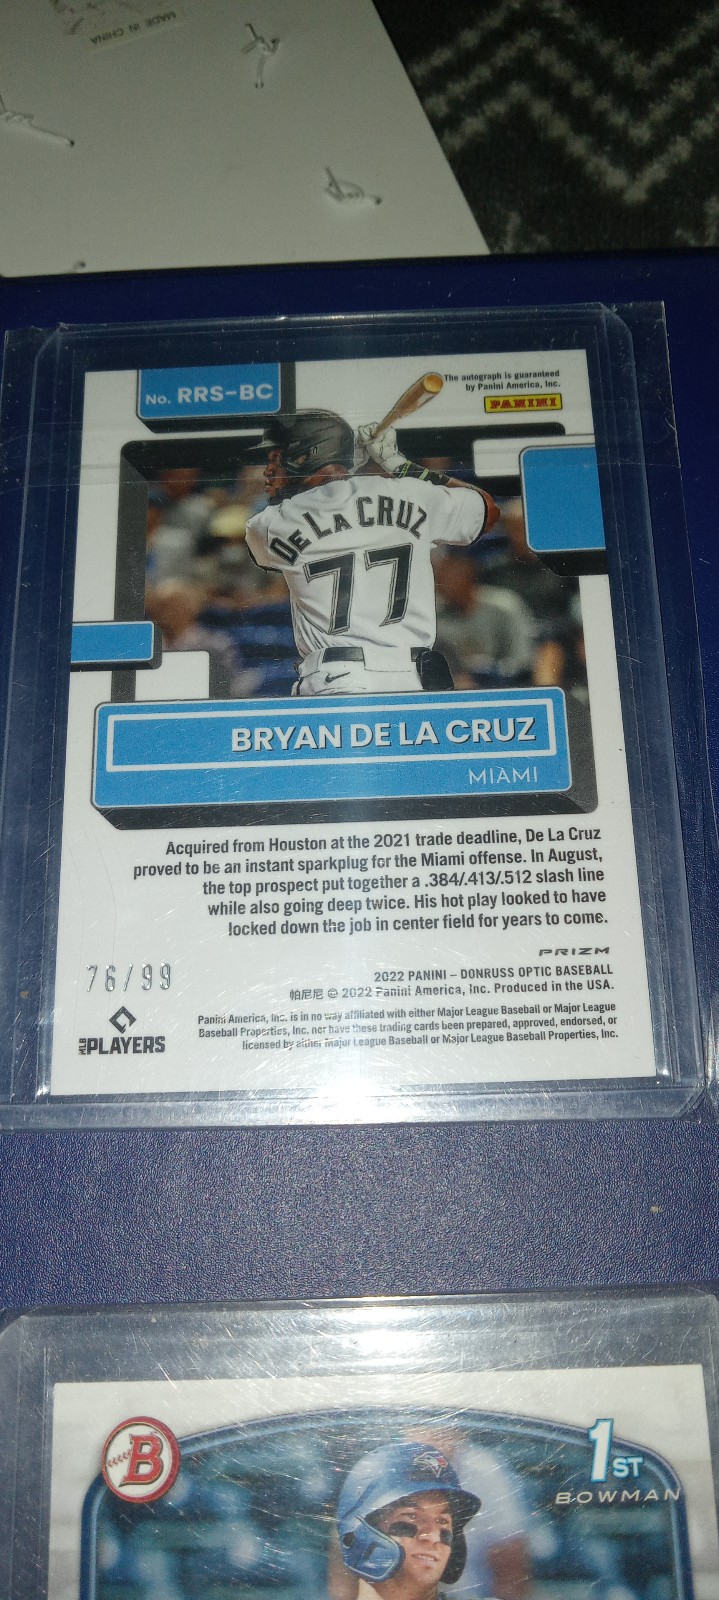 MADE IN CHINA
No. RRS-BC
The autograph is guaranteed
by Panini America, Inc.
PANINI
DE LA CRUZ
77
BRYAN DE LA CRUZ
MIAMI
Acquired from Houston at the 2021 trade deadline, De La Cruz
proved to be an instant sparkplug for the Miami offense. In August,
the top prospect put together a .384/.413/.512 slash line
while also going deep twice. His hot play looked to have
locked down the job in center field for years to come.
PRIZM
76/99
2022 PANINI – DONRUSS OPTIC BASEBALL
帕尼尼 © 2022 Panini America, Inc. Produced in the USA.
MLB PLAYERS
Panini America, Inc. is in no way affiliated with either Major League Baseball or Major League
Baseball Properties, Inc. nor have these trading cards been prepared, approved, endorsed, or
licensed by either Major League Baseball or Major League Baseball Properties, Inc.
B
1ST
BOWMAN